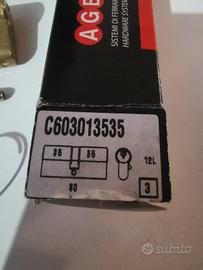 AGB
SISTEMI DI FERRAM
HARDWARE SYSTEM
C603013535
35 35
12L
80
3
subito